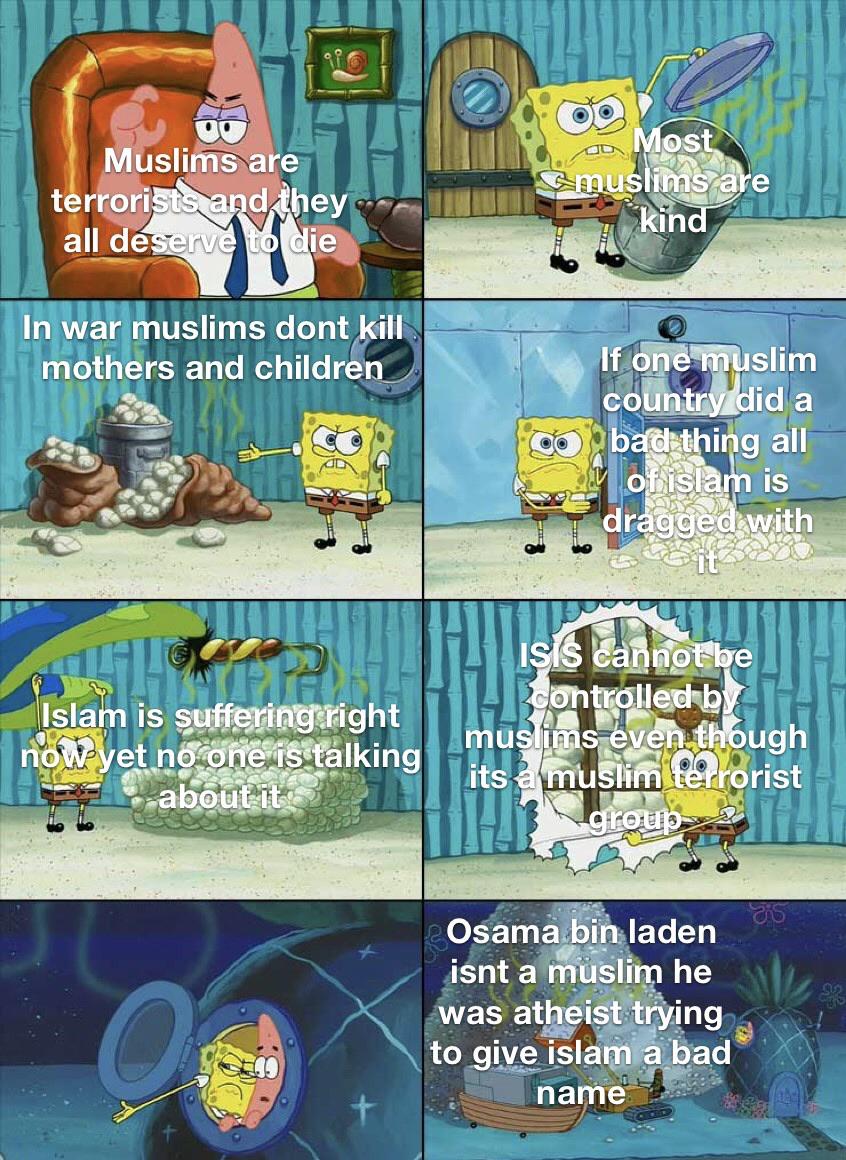 Muslims are
terrorists and they
all deserve to die
Most
muslims are
kind
In war muslims dont kill
mothers and children
If one muslim
country did a
bad thing all
of islam is
dragged with
it
Islam is suffering right
now yet no one is talking
about it
ISIS cannot be
controlled by
muslims even though
its a muslim terrorist
group
Osama bin laden
isnt a muslim he
was atheist trying
to give islam a bad
name